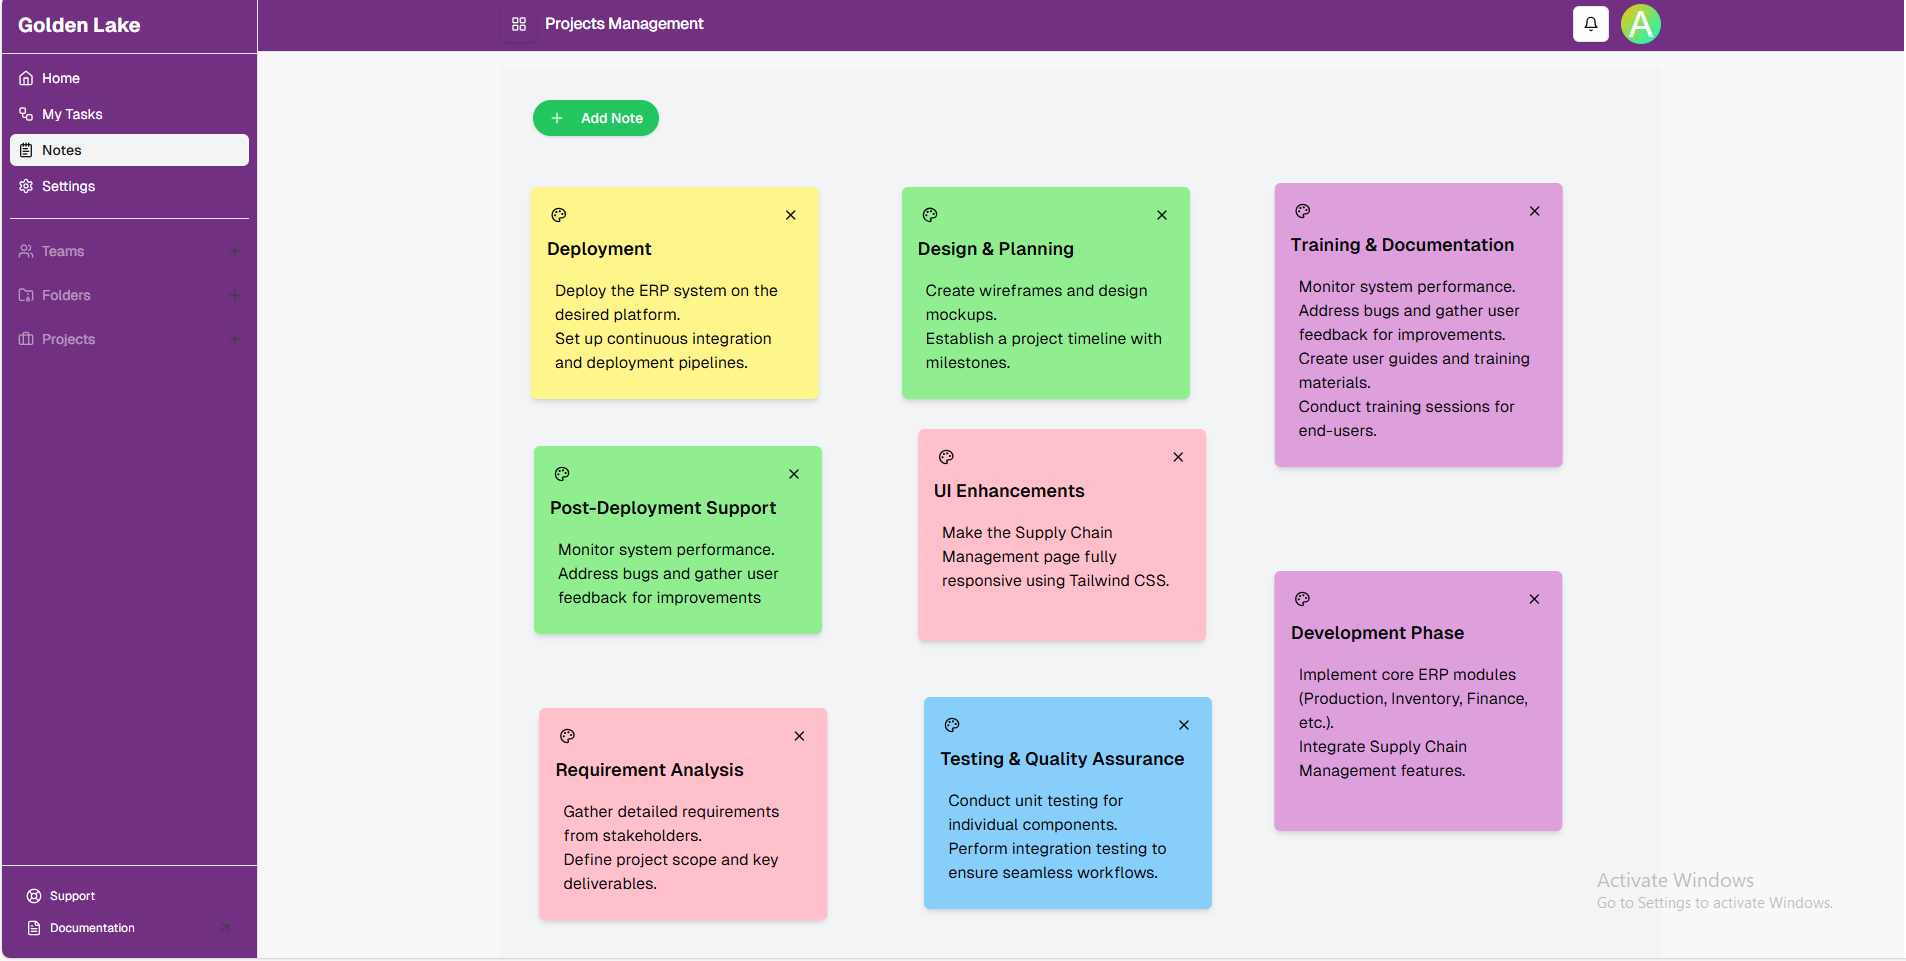 Golden Lake
Home
My Tasks
Notes
Settings
Teams
Folders
Projects
Support
Documentation
Projects Management
A
Add Note
Deployment
Deploy the ERP system on the
desired platform.
Set up continuous integration
and deployment pipelines.
Design & Planning
Create wireframes and design
mockups.
Establish a project timeline with
milestones.
Training & Documentation
Monitor system performance.
Address bugs and gather user
feedback for improvements.
Create user guides and training
materials.
Conduct training sessions for
end-users.
Post-Deployment Support
Monitor system performance.
Address bugs and gather user
feedback for improvements
UI Enhancements
Make the Supply Chain
Management page fully
responsive using Tailwind CSS.
Development Phase
Implement core ERP modules
(Production, Inventory, Finance,
etc.).
Integrate Supply Chain
Management features.
Requirement Analysis
Gather detailed requirements
from stakeholders.
Define project scope and key
deliverables.
Testing & Quality Assurance
Conduct unit testing for
individual components.
Perform integration testing to
ensure seamless workflows.
Activate Windows
Go to Settings to activate Windows.